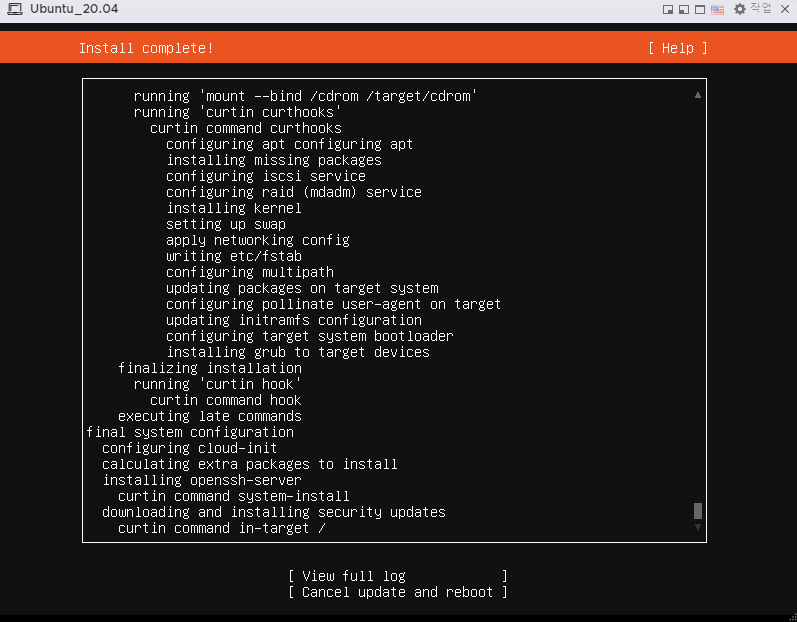 Ubuntu_20.04
작업
Install complete!
[ Help ]
running 'mount --bind /cdrom /target/cdrom'
running 'curtin curthooks'
curtin command curthooks
configuring apt configuring apt
installing missing packages
configuring iscsi service
configuring raid (mdadm) service
installing kernel
setting up swap
apply networking config
writing etc/fstab
configuring multipath
updating packages on target system
configuring pollinate user-agent on target
updating initramfs configuration
configuring target system bootloader
installing grub to target devices
finalizing installation
running 'curtin hook'
curtin command hook
executing late commands
final system configuration
configuring cloud-init
calculating extra packages to install
installing openssh-server
curtin command system-install
downloading and installing security updates
curtin command in-target /
[ View full log ]
[ Cancel update and reboot ]